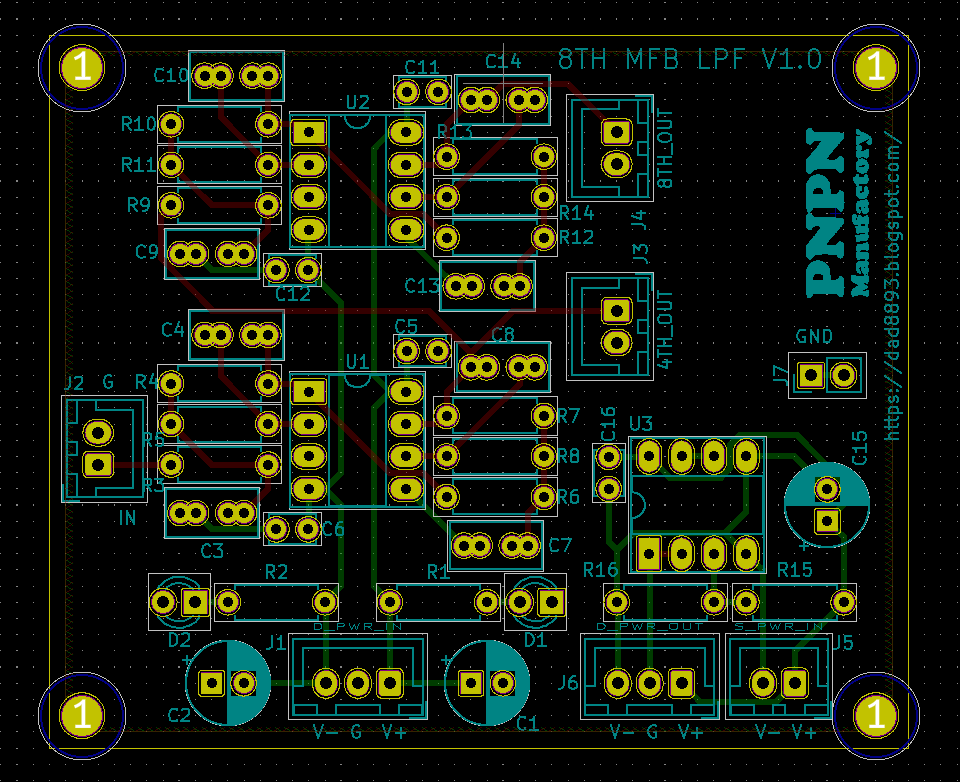 8TH MFB LPF V1.0
1
1
C10
C11
C14
U2
R10
R13
R11
8TH_OUT
PNPN
Manufactory
https://dad8893.blogspot.com/
R9
R14
J4
R12
C9
J3
C12
C13
C4
C5
C8
4TH_OUT
GND
U1
J7
J2
G
R4
R7
C16
U3
C15
R5
R8
R3
R6
IN
+
C6
C3
C7
R2
R1
R16
R15
D_PWR_IN
D_PWR_OUT
S_PWR_IN
D2
J1
D1
J5
+
+
J6
C2
C1
1
1
V- G V+
V- G V+
V- V+